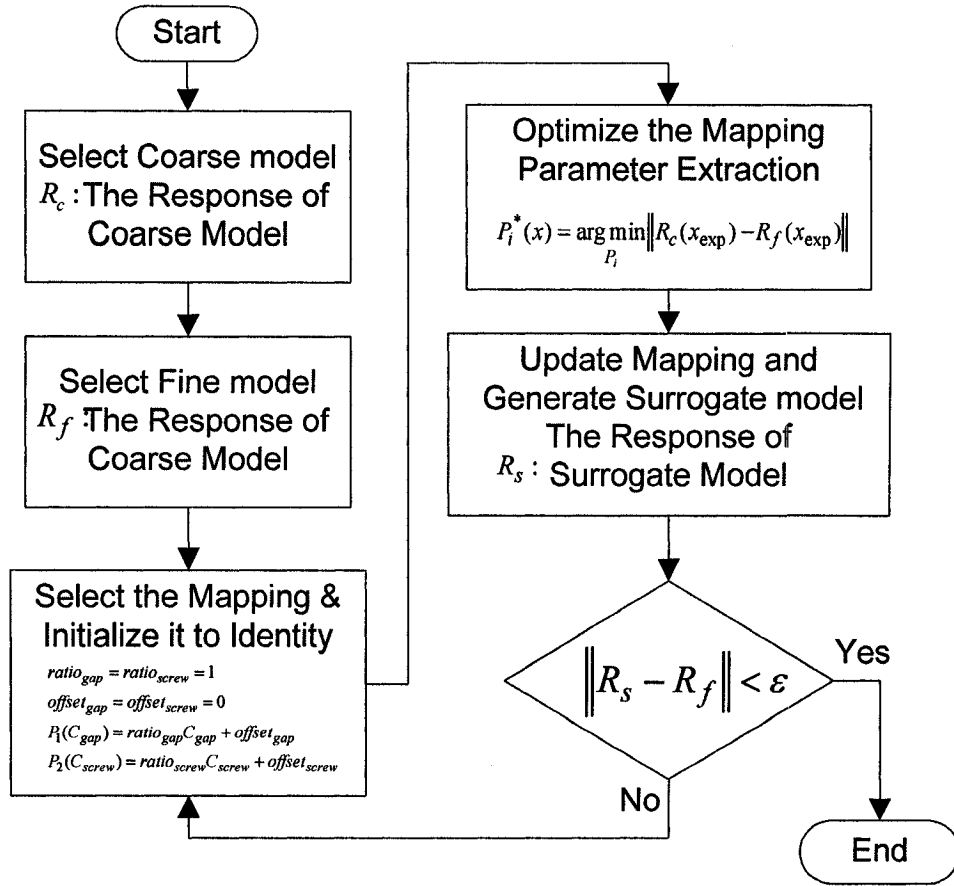 Start
Select Coarse model
R_c : The Response of
Coarse Model
Select Fine model
R_f : The Response of
Coarse Model
Select the Mapping &
Initialize it to Identity
ratio_gap = ratio_screw = 1
offset_gap = offset_screw = 0
P_1(C_gap) = ratio_gap C_gap + offset_gap
P_2(C_screw) = ratio_screw C_screw + offset_screw
Optimize the Mapping
Parameter Extraction
P_i^*(x) = arg min ‖R_c(x_exp) − R_f(x_exp)‖
P_i
Update Mapping and
Generate Surrogate model
The Response of
R_s : Surrogate Model
‖R_s − R_f‖ < ε
Yes
No
End